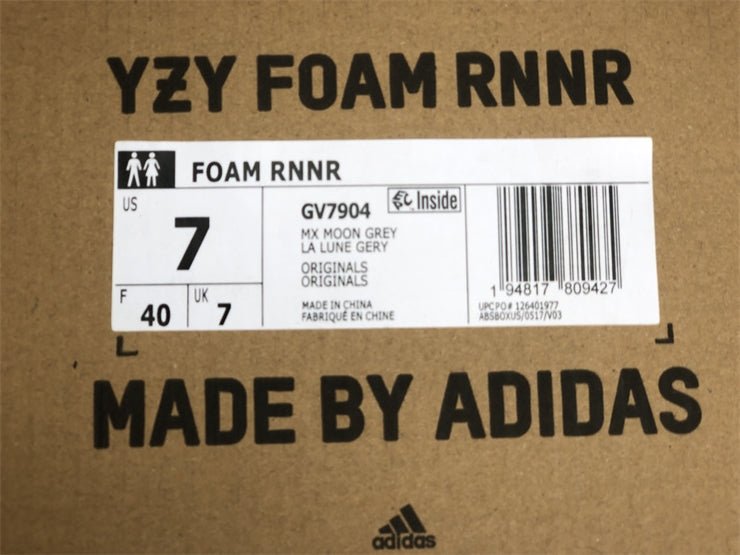 YZY FOAM RNNR
FOAM RNNR
US
7
F
40
UK
7
GV7904
Inside
MX MOON GREY
LA LUNE GERY
ORIGINALS
ORIGINALS
MADE IN CHINA
FABRIQUÉ EN CHINE
1 94817 809427
UPCPO# 126401977
ABSBOXUS/0517/V03
MADE BY ADIDAS
adidas